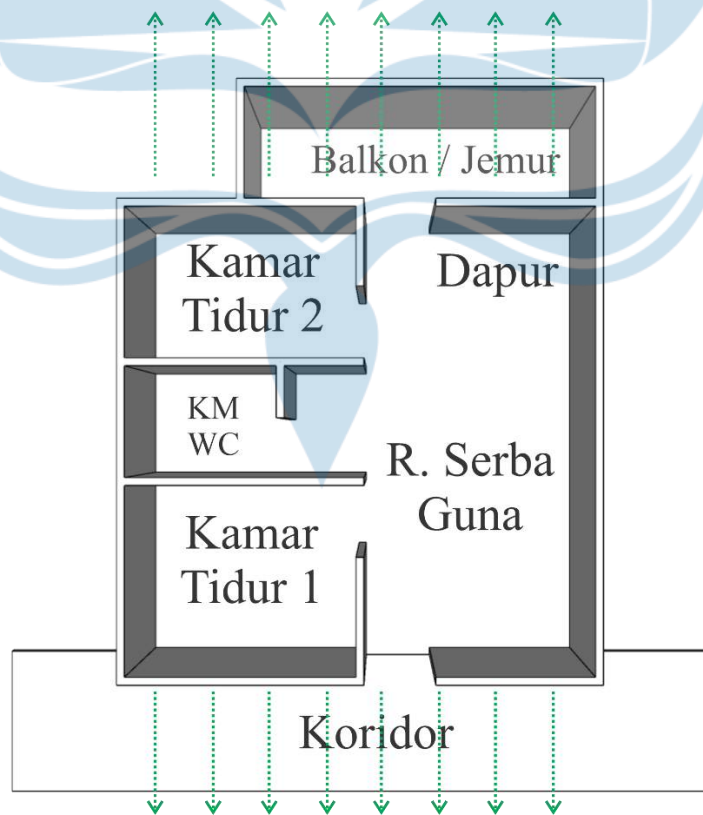 Balkon / Jemur
Kamar
Tidur 2
Dapur
KM
WC
R. Serba
Guna
Kamar
Tidur 1
Koridor